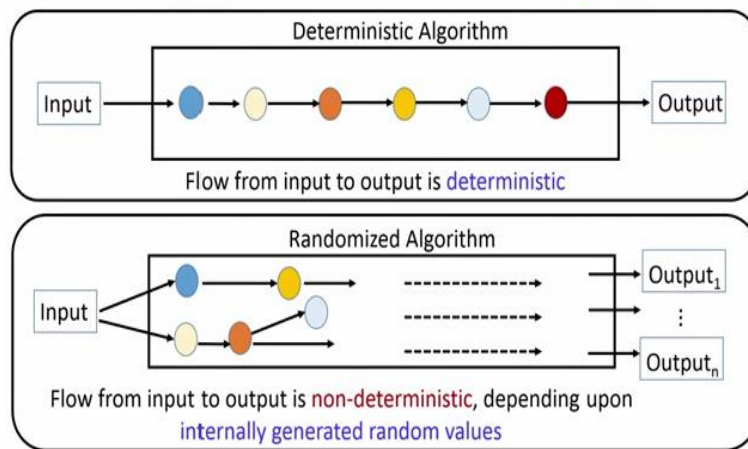 Deterministic Algorithm
Input
Output
Flow from input to output is deterministic
Randomized Algorithm
Input
Output₁
⋮
Outputₙ
Flow from input to output is non-deterministic, depending upon
internally generated random values